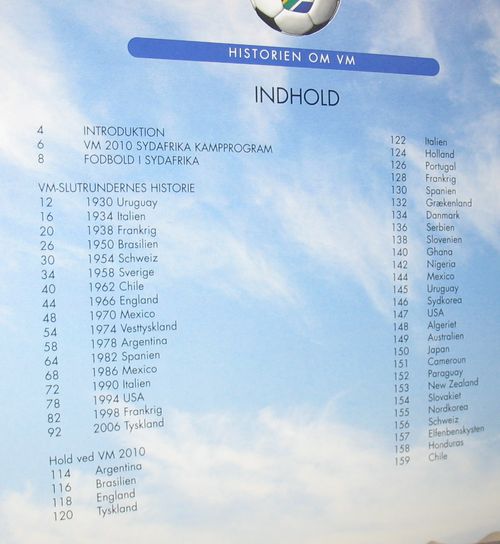 HISTORIEN OM VM
INDHOLD
4 INTRODUKTION
6 VM 2010 SYDAFRIKA KAMPPROGRAM
8 FODBOLD I SYDAFRIKA
VM-SLUTRUNDERNES HISTORIE
12 1930 Uruguay
16 1934 Italien
20 1938 Frankrig
26 1950 Brasilien
30 1954 Schweiz
34 1958 Sverige
40 1962 Chile
44 1966 England
48 1970 Mexico
54 1974 Vesttyskland
58 1978 Argentina
64 1982 Spanien
68 1986 Mexico
72 1990 Italien
78 1994 USA
82 1998 Frankrig
92 2006 Tyskland
Hold ved VM 2010
114 Argentina
116 Brasilien
118 England
120 Tyskland
122 Italien
124 Holland
126 Portugal
128 Frankrig
130 Spanien
132 Grækenland
134 Danmark
136 Serbien
138 Slovenien
140 Ghana
142 Nigeria
144 Mexico
145 Uruguay
146 Sydkorea
147 USA
148 Algeriet
149 Australien
150 Japan
151 Cameroun
152 Paraguay
153 New Zealand
154 Slovakiet
155 Nordkorea
156 Schweiz
157 Elfenbenskysten
158 Honduras
159 Chile